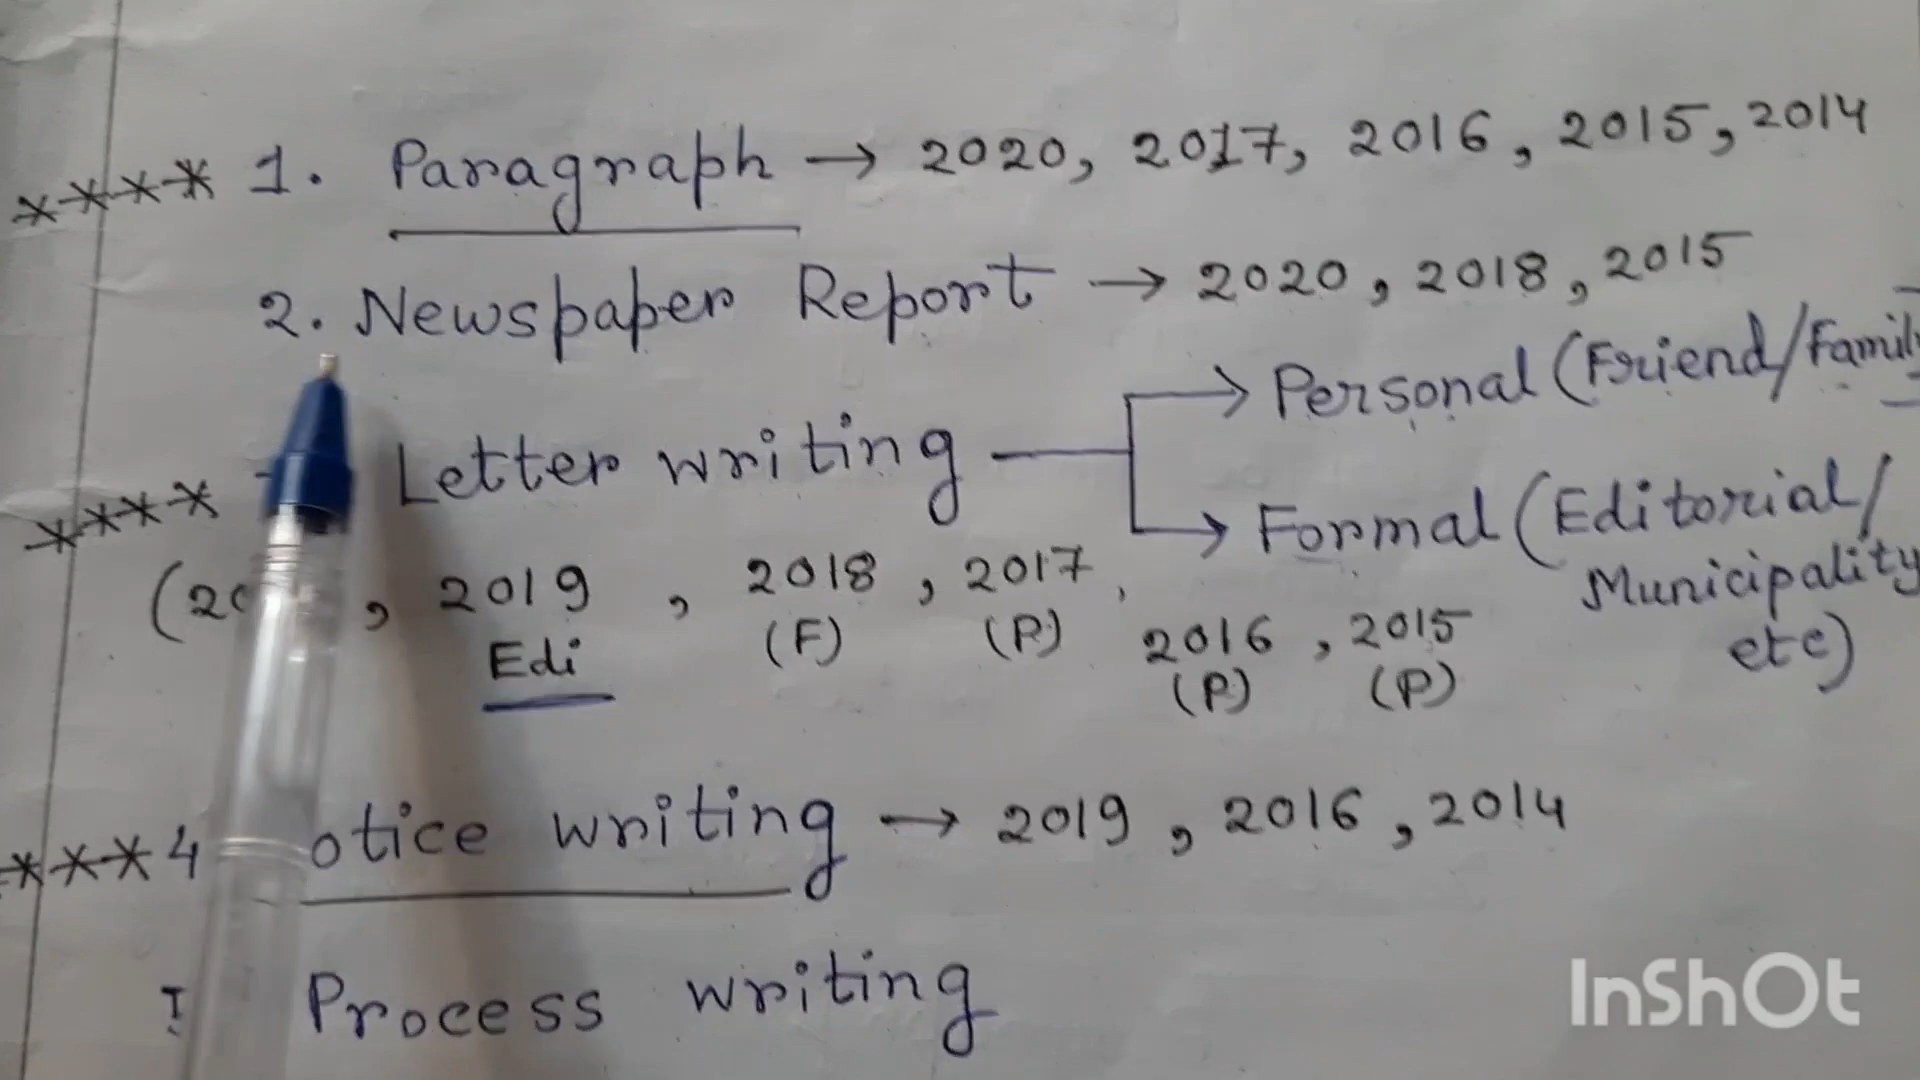 **** 1. Paragraph → 2020, 2017, 2016, 2015, 2014
2. Newspaper Report → 2020, 2018, 2015
**** Letter writing → Personal (Friend/Family
→ Formal (Editorial/
Municipality
etc)
, 2019, 2018, 2017, 2016, 2015
Edi (F) (P) (P) (P)
***4 otice writing → 2019, 2016, 2014
Process writing
InShOt